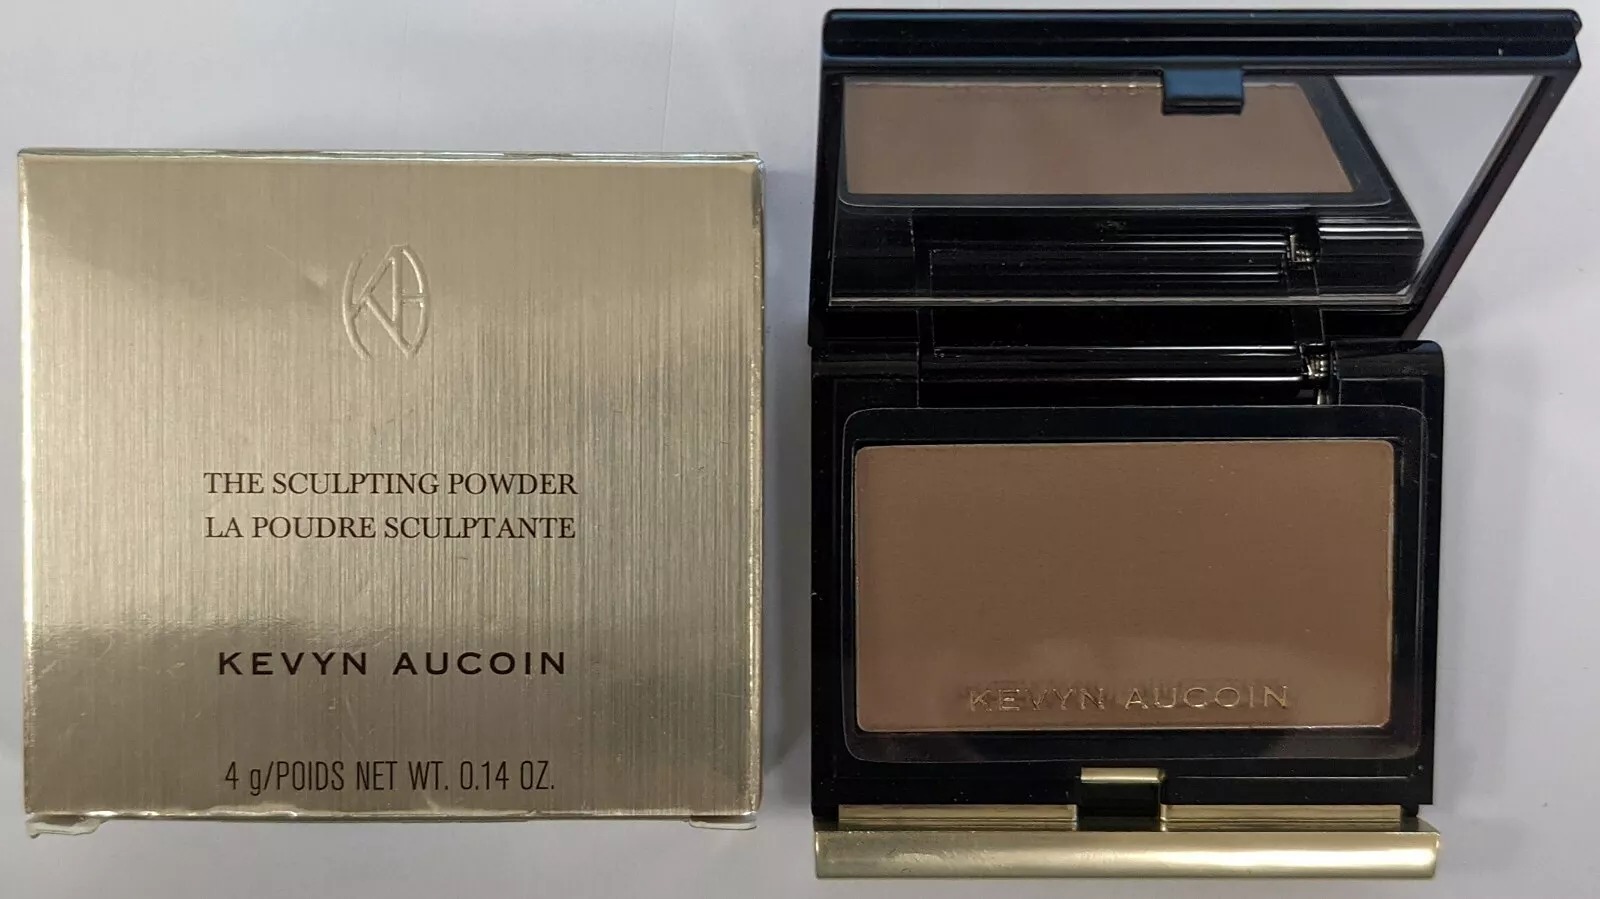 THE SCULPTING POWDER
LA POUDRE SCULPTANTE
KEVYN AUCOIN
4 g/POIDS NET WT. 0.14 OZ.
KEVYN AUCOIN